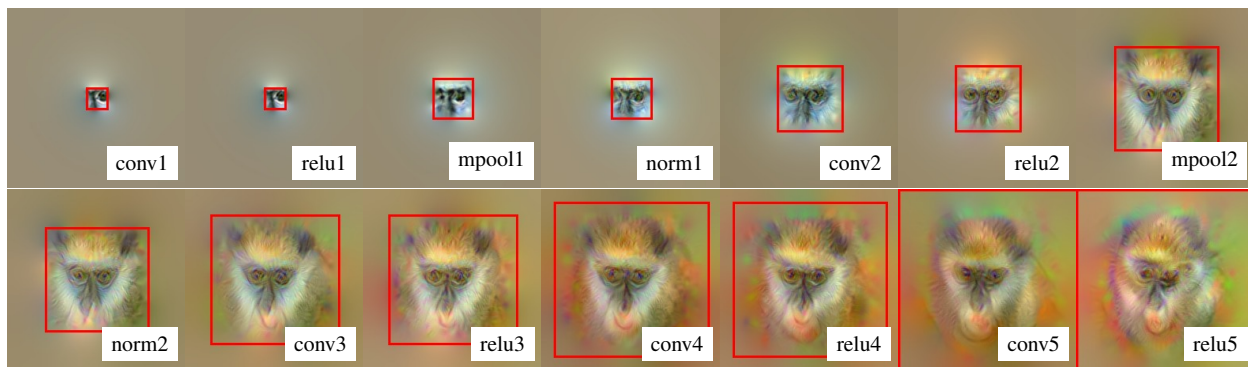 conv1
relu1
mpool1
norm1
conv2
relu2
mpool2
norm2
conv3
relu3
conv4
relu4
conv5
relu5